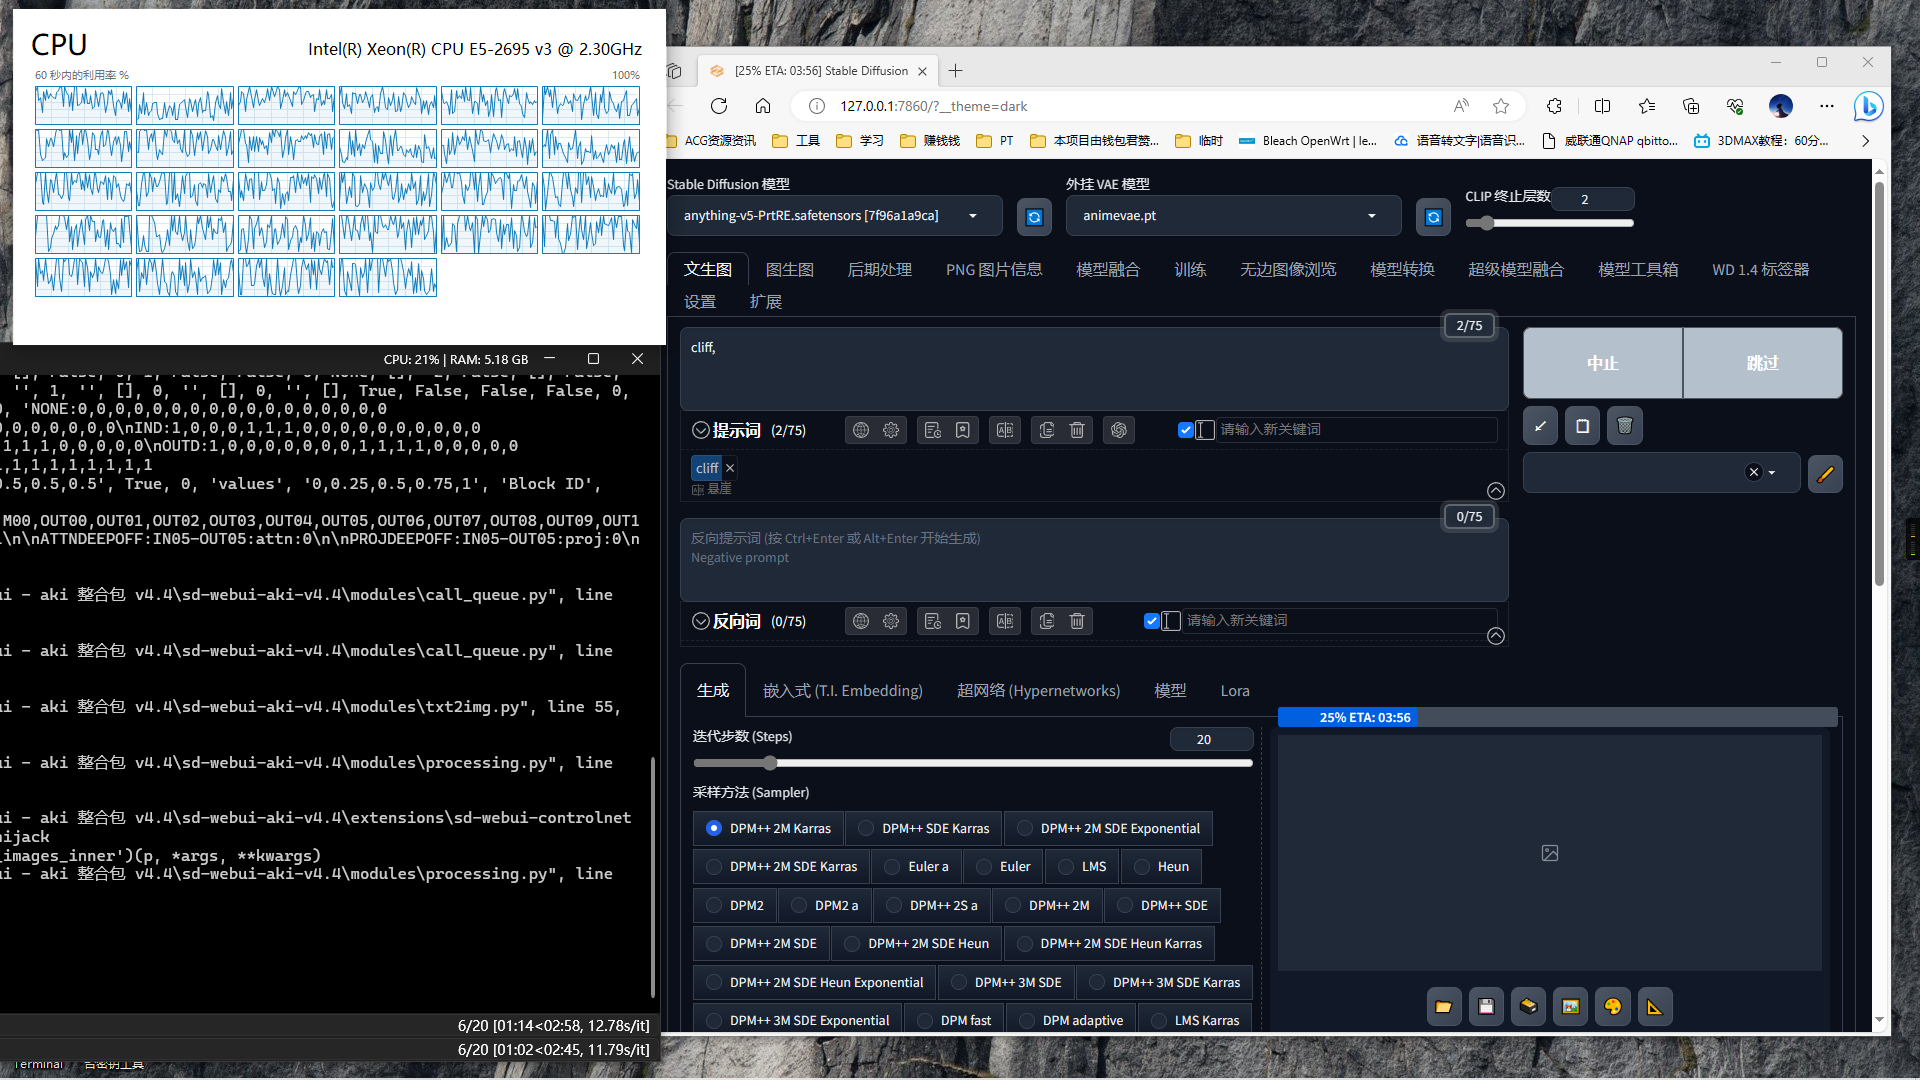 CPU
Intel(R) Xeon(R) CPU E5-2695 v3 @ 2.30GHz
60 秒内的利用率 %
100%
CPU: 21% | RAM: 5.18 GB
'', 1, '', [], 0, '', [], 0, '', [], True, False, False, False, 0,
, 'NONE:0,0,0,0,0,0,0,0,0,0,0,0,0,0,0,0,0
0,0,0,0,0,0\nIND:1,0,0,0,1,1,1,0,0,0,0,0,0,0,0,0,0
1,1,1,0,0,0,0,0\nOUTD:1,0,0,0,0,0,0,0,1,1,1,1,0,0,0,0,0
,1,1,1,1,1,1,1,1
0.5,0.5,0.5', True, 0, 'values', '0,0.25,0.5,0.75,1', 'Block ID',
M00,OUT00,OUT01,OUT02,OUT03,OUT04,OUT05,OUT06,OUT07,OUT08,OUT09,OUT1
\n\nATTNDEEPOFF:IN05-OUT05:attn:0\n\nPROJDEEPOFF:IN05-OUT05:proj:0\n
ui - aki 整合包 v4.4\sd-webui-aki-v4.4\modules\call_queue.py", line
ui - aki 整合包 v4.4\sd-webui-aki-v4.4\modules\call_queue.py", line
ui - aki 整合包 v4.4\sd-webui-aki-v4.4\modules\txt2img.py", line 55,
ui - aki 整合包 v4.4\sd-webui-aki-v4.4\modules\processing.py", line
ui - aki 整合包 v4.4\sd-webui-aki-v4.4\extensions\sd-webui-controlnet
hijack
_images_inner')(p, *args, **kwargs)
ui - aki 整合包 v4.4\sd-webui-aki-v4.4\modules\processing.py", line
6/20 [01:14<02:58, 12.78s/it]
6/20 [01:02<02:45, 11.79s/it]
Terminal
[25% ETA: 03:56] Stable Diffusion
127.0.0.1:7860/?__theme=dark
ACG资源资讯
工具
学习
赚钱钱
PT
本项目由钱包君赞...
临时
Bleach OpenWrt | le...
语音转文字|语音识...
威联通QNAP qbitto...
3DMAX教程：60分...
Stable Diffusion 模型
外挂 VAE 模型
CLIP 终止层数
2
anything-v5-PrtRE.safetensors [7f96a1a9ca]
animevae.pt
文生图
图生图
后期处理
PNG 图片信息
模型融合
训练
无边图像浏览
模型转换
超级模型融合
模型工具箱
WD 1.4 标签器
设置
扩展
2/75
cliff,
中止
跳过
提示词 (2/75)
请输入新关键词
cliff
悬崖
0/75
反向提示词 (按 Ctrl+Enter 或 Alt+Enter 开始生成)
Negative prompt
反向词 (0/75)
请输入新关键词
生成
嵌入式 (T.I. Embedding)
超网络 (Hypernetworks)
模型
Lora
25% ETA: 03:56
迭代步数 (Steps)
20
采样方法 (Sampler)
DPM++ 2M Karras
DPM++ SDE Karras
DPM++ 2M SDE Exponential
DPM++ 2M SDE Karras
Euler a
Euler
LMS
Heun
DPM2
DPM2 a
DPM++ 2S a
DPM++ 2M
DPM++ SDE
DPM++ 2M SDE
DPM++ 2M SDE Heun
DPM++ 2M SDE Heun Karras
DPM++ 2M SDE Heun Exponential
DPM++ 3M SDE
DPM++ 3M SDE Karras
DPM++ 3M SDE Exponential
DPM fast
DPM adaptive
LMS Karras